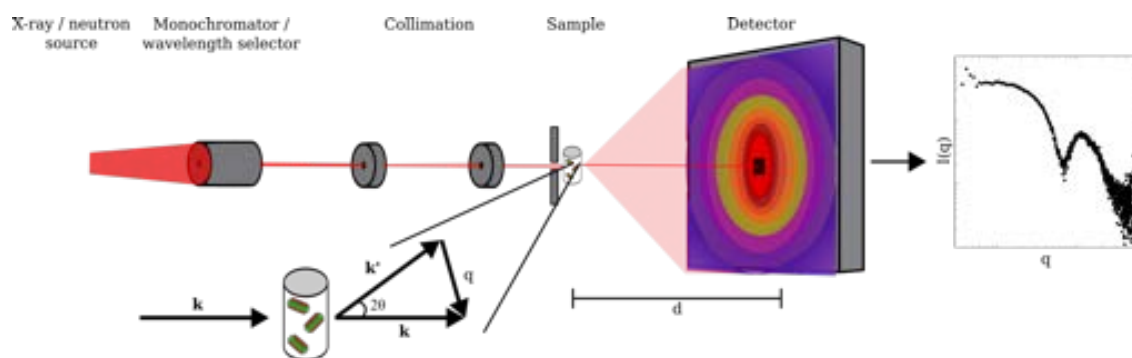 X-ray / neutron
source
Monochromator /
wavelength selector
Collimation
Sample
Detector
I(q)
q
k
k'
2θ
k
q
d